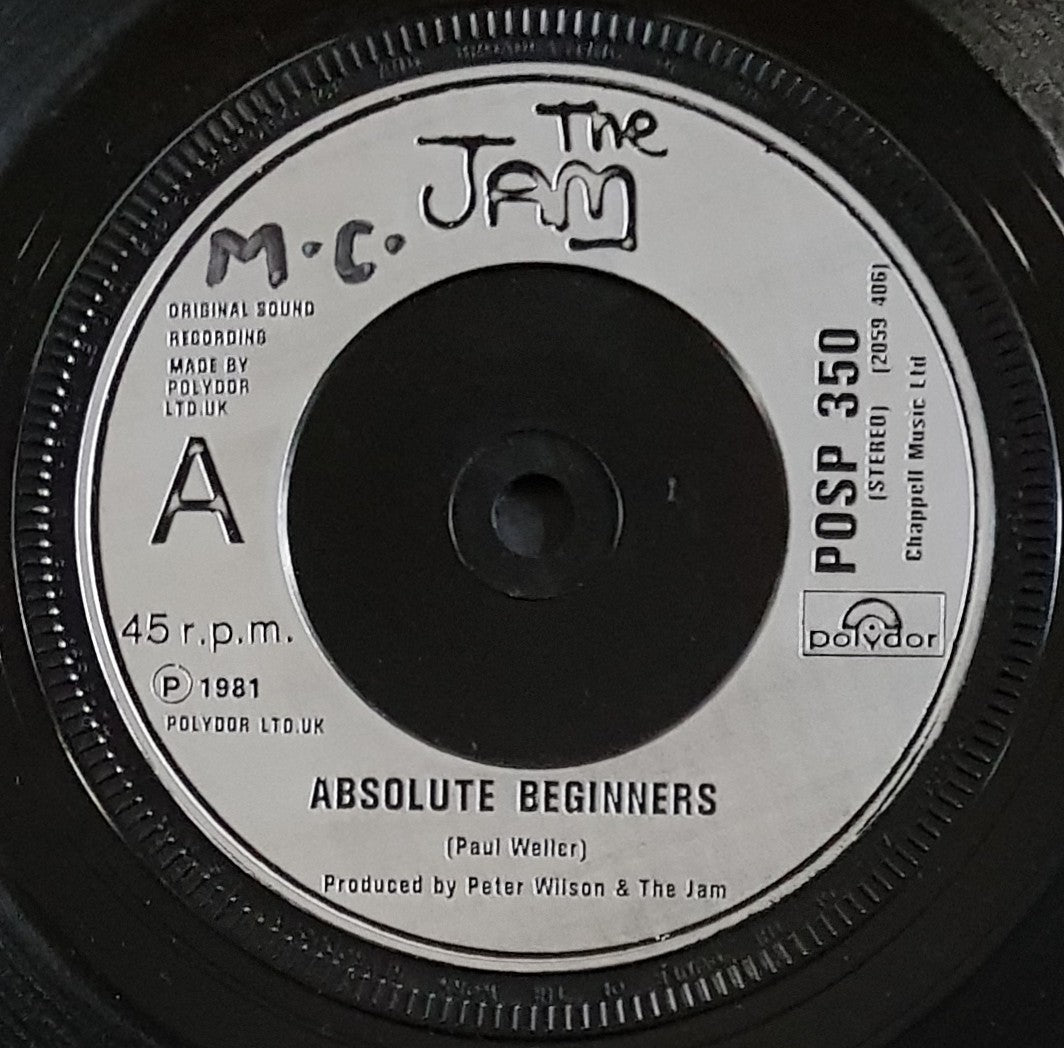 The
JAM
M.C.
ORIGINAL SOUND
RECORDING
MADE BY
POLYDOR
LTD.UK
A
45 r.p.m.
Ⓟ 1981
POLYDOR LTD.UK
POSP 350
(STEREO) (2059 406)
Chappell Music Ltd
polydor
ABSOLUTE BEGINNERS
(Paul Weller)
Produced by Peter Wilson & The Jam